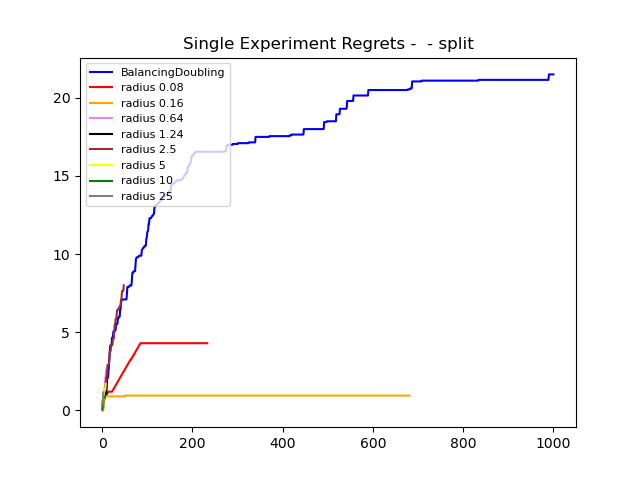 Single Experiment Regrets -  - split
BalancingDoubling
radius 0.08
radius 0.16
radius 0.64
radius 1.24
radius 2.5
radius 5
radius 10
radius 25
20
15
10
5
0
0 200 400 600 800 1000